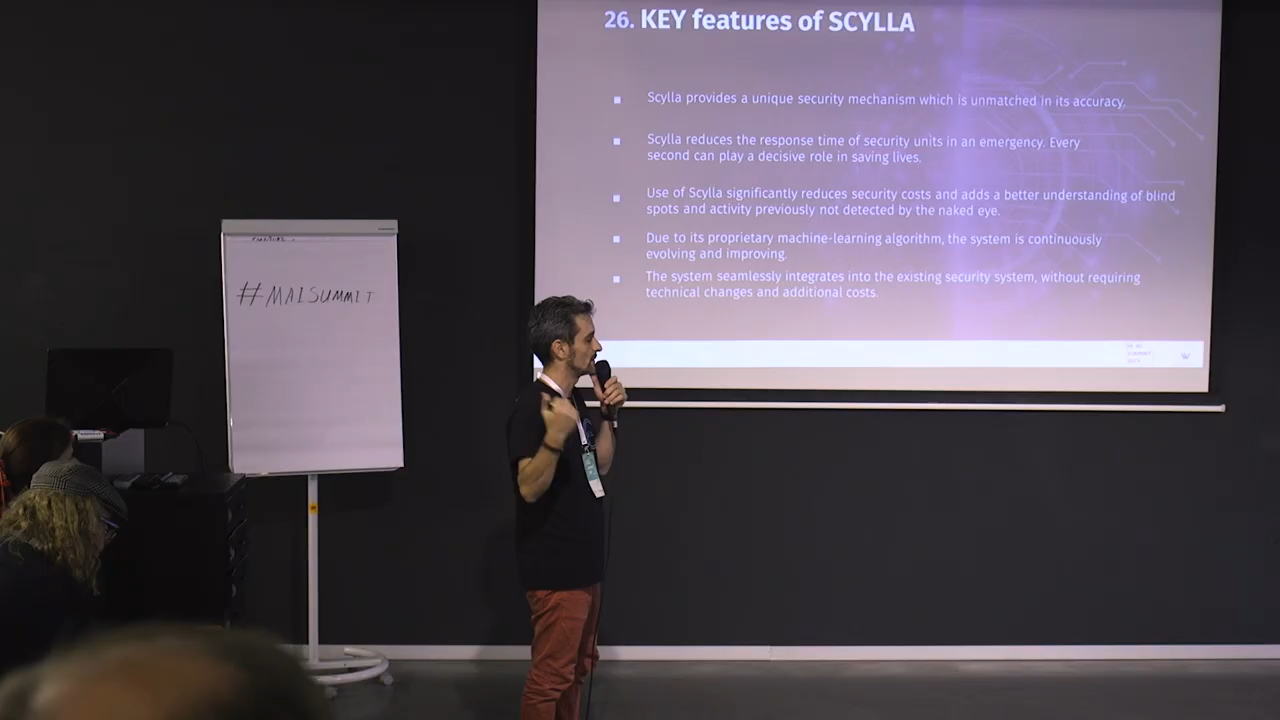 26. KEY features of SCYLLA
Scylla provides a unique security mechanism which is unmatched in its accuracy.
Scylla reduces the response time of security units in an emergency. Every
second can play a decisive role in saving lives.
Use of Scylla significantly reduces security costs and adds a better understanding of blind
spots and activity previously not detected by the naked eye.
Due to its proprietary machine-learning algorithm, the system is continuously
evolving and improving.
The system seamlessly integrates into the existing security system, without requiring
technical changes and additional costs.
SUMMIT
#MAISUMMIT